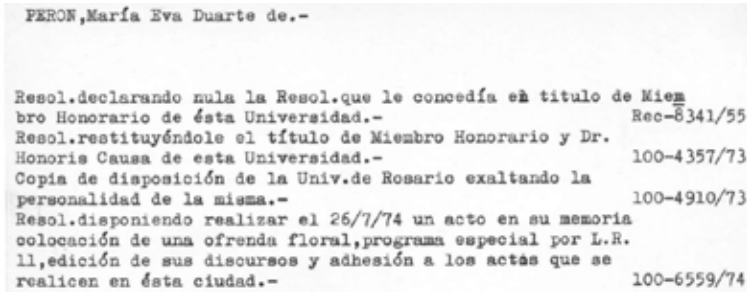 PERON,María Eva Duarte de.-
Resol.declarando nula la Resol.que le concedía el titulo de Miem
bro Honorario de ésta Universidad.- Rec-8341/55
Resol.restituyéndole el título de Miembro Honorario y Dr.
Honoris Causa de esta Universidad.- 100-4357/73
Copia de disposición de la Univ.de Rosario exaltando la
personalidad de la misma.- 100-4910/73
Resol.disponiendo realizar el 26/7/74 un acto en su memoria
colocación de una ofrenda floral,programa especial por L.R.
11,edición de sus discursos y adhesión a los actos que se
realicen en ésta ciudad.- 100-6559/74